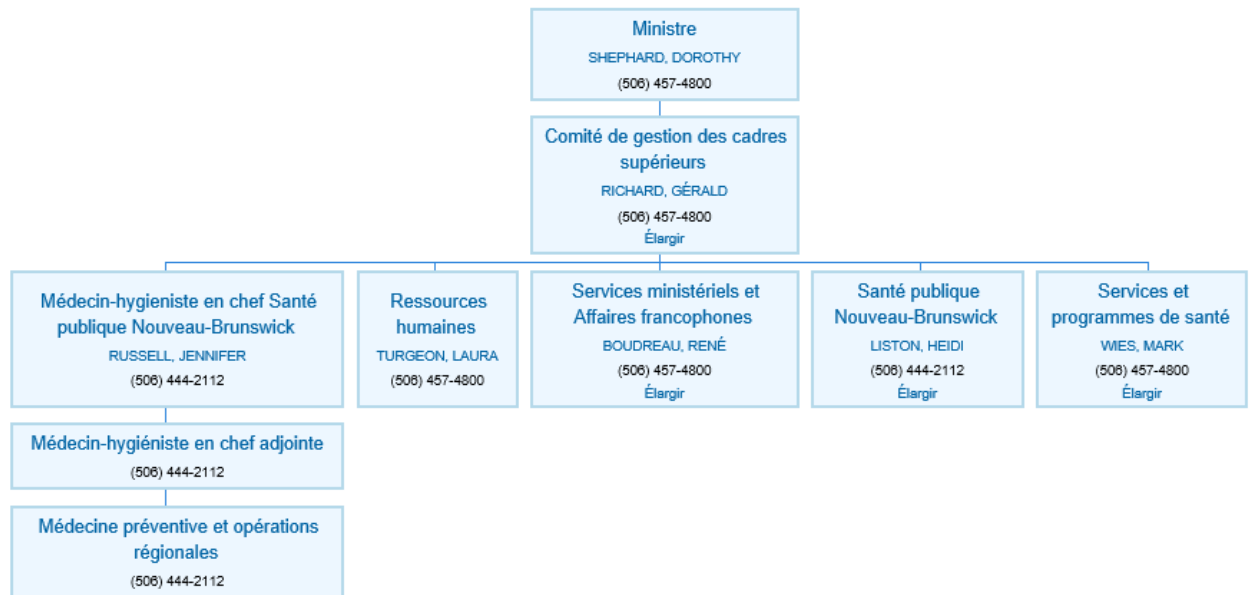 Ministre
SHEPHARD, DOROTHY
(506) 457-4800
Comité de gestion des cadres
supérieurs
RICHARD, GÉRALD
(506) 457-4800
Élargir
Médecin-hygieniste en chef Santé
publique Nouveau-Brunswick
RUSSELL, JENNIFER
(506) 444-2112
Ressources
humaines
TURGEON, LAURA
(506) 457-4800
Services ministériels et
Affaires francophones
BOUDREAU, RENÉ
(506) 457-4800
Élargir
Santé publique
Nouveau-Brunswick
LISTON, HEIDI
(506) 444-2112
Élargir
Services et
programmes de santé
WIES, MARK
(506) 457-4800
Élargir
Médecin-hygiéniste en chef adjointe
(506) 444-2112
Médecine préventive et opérations
régionales
(506) 444-2112